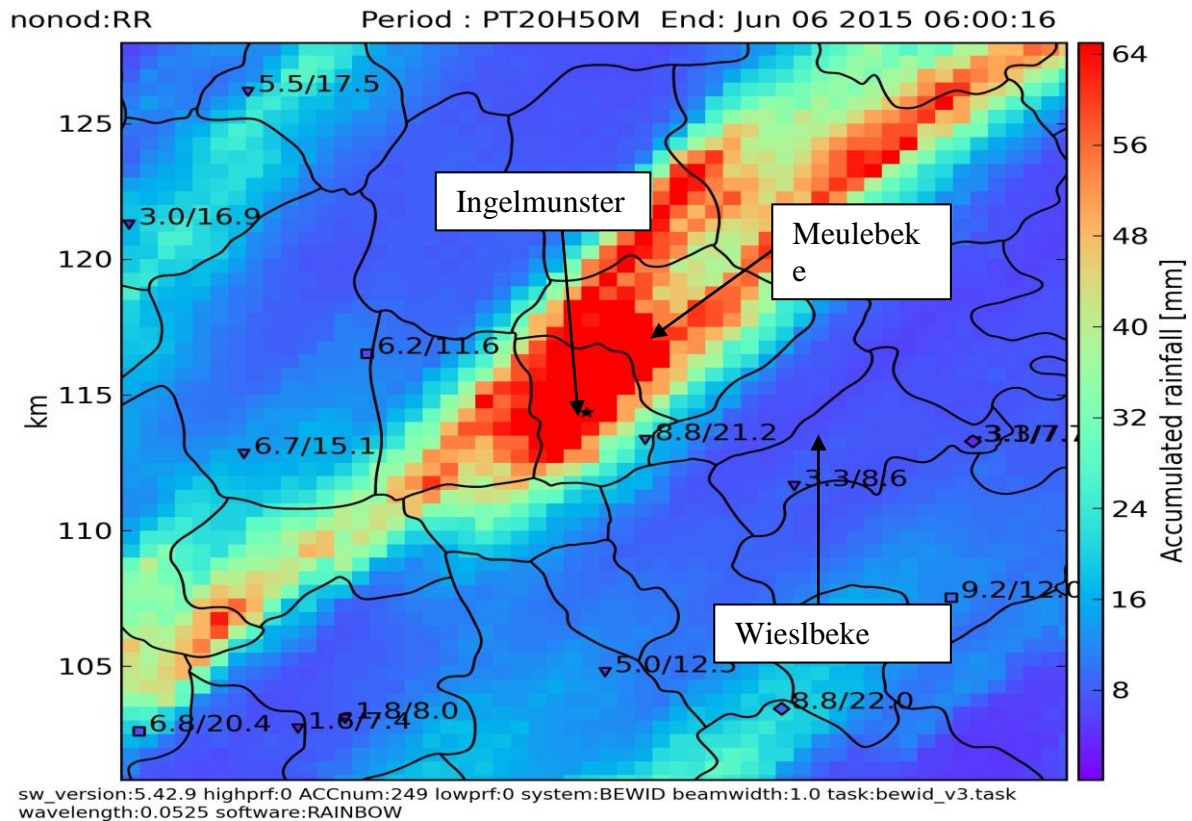 nonod:RR Period : PT20H50M End: Jun 06 2015 06:00:16
5.5/17.5
125
3.0/16.9
Ingelmunster
Meulebek
e
120
6.2/11.6
115
6.7/15.1
8.8/21.2
3.3/8.6
110
9.2/12.0
Wieslbeke
105
5.0/12.3
8.8/22.0
6.8/20.4
1.8/8.0
km
64
56
48
40
32
24
16
8
Accumulated rainfall [mm]
sw_version:5.42.9 highprf:0 ACCnum:249 lowprf:0 system:BEWID beamwidth:1.0 task:bewid_v3.task
wavelength:0.0525 software:RAINBOW